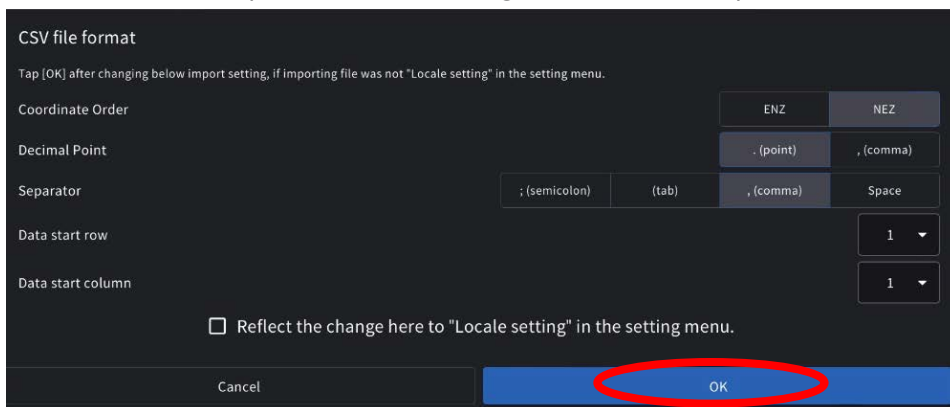 CSV file format
Tap [OK] after changing below import setting, if importing file was not "Locale setting" in the setting menu.
Coordinate Order ENZ NEZ
Decimal Point . (point) , (comma)
Separator ; (semicolon) (tab) , (comma) Space
Data start row 1
Data start column 1
Reflect the change here to "Locale setting" in the setting menu.
Cancel OK